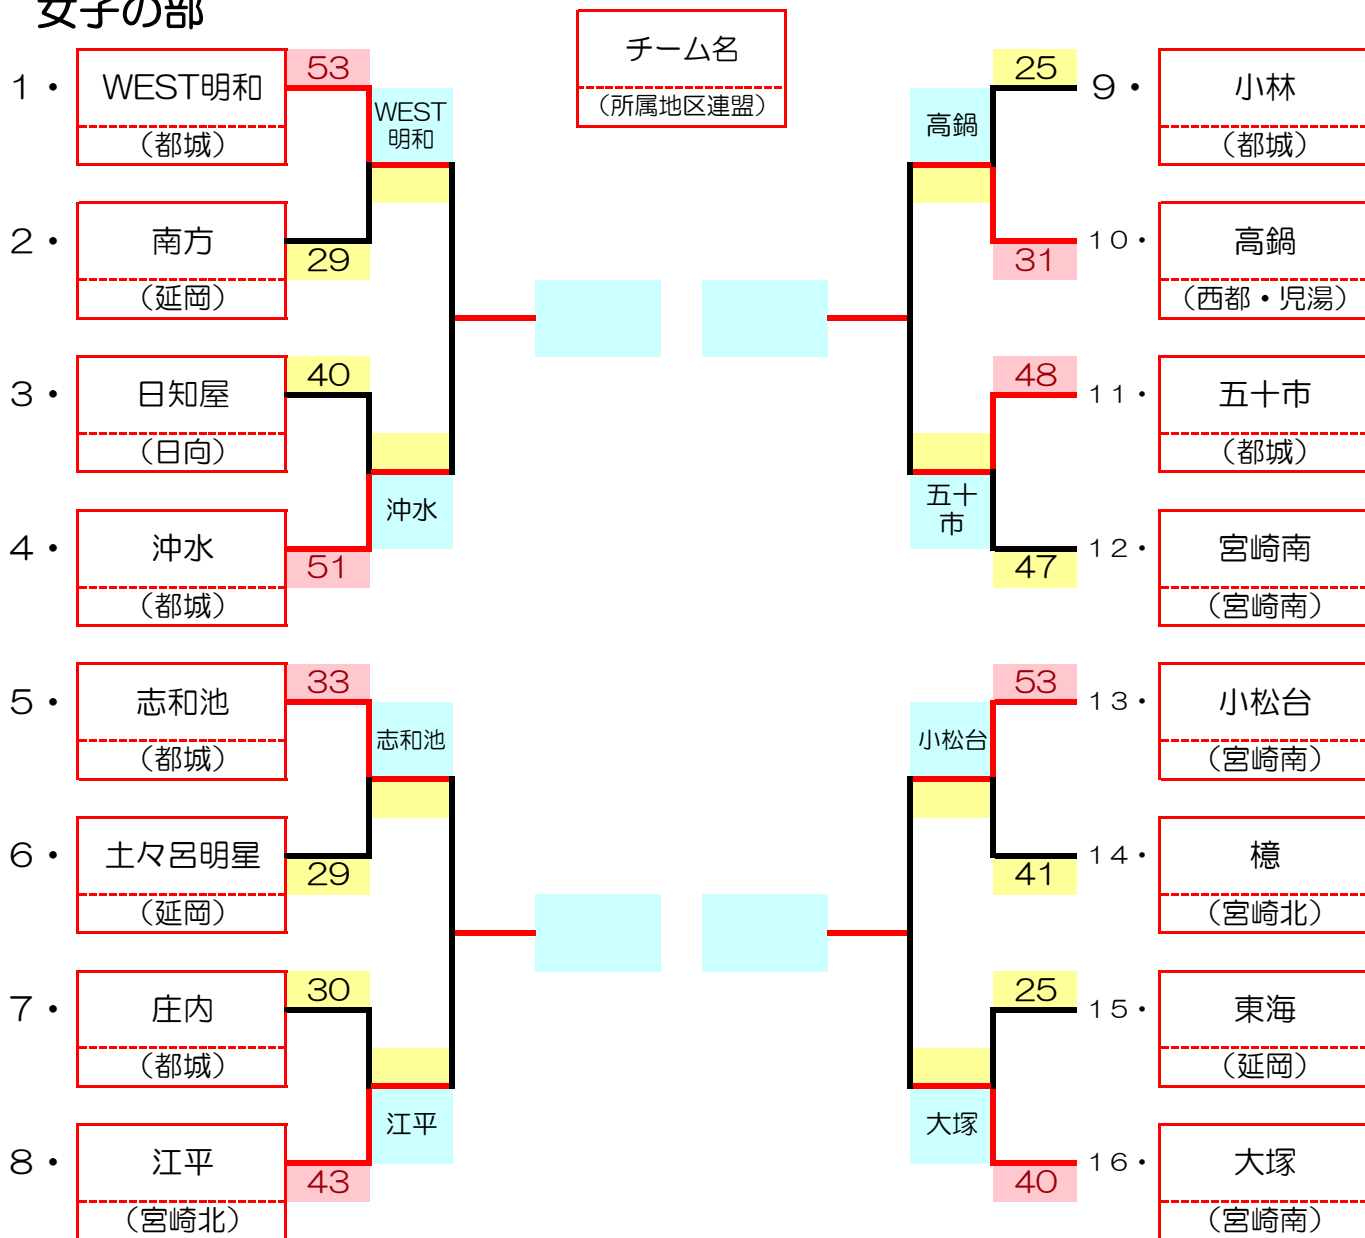 女子の部
チーム名
（所属地区連盟）
1・
WEST明和
（都城）
53
WEST
明和
2・
南方
（延岡）
29
3・
日知屋
（日向）
40
4・
沖水
（都城）
51
沖水
5・
志和池
（都城）
33
志和池
6・
土々呂明星
（延岡）
29
7・
庄内
（都城）
30
8・
江平
（宮崎北）
43
江平
25
9・
小林
（都城）
高鍋
31
10・
高鍋
（西都・児湯）
48
11・
五十市
（都城）
五十
市
47
12・
宮崎南
（宮崎南）
53
13・
小松台
（宮崎南）
小松台
41
14・
檍
（宮崎北）
25
15・
東海
（延岡）
大塚
40
16・
大塚
（宮崎南）